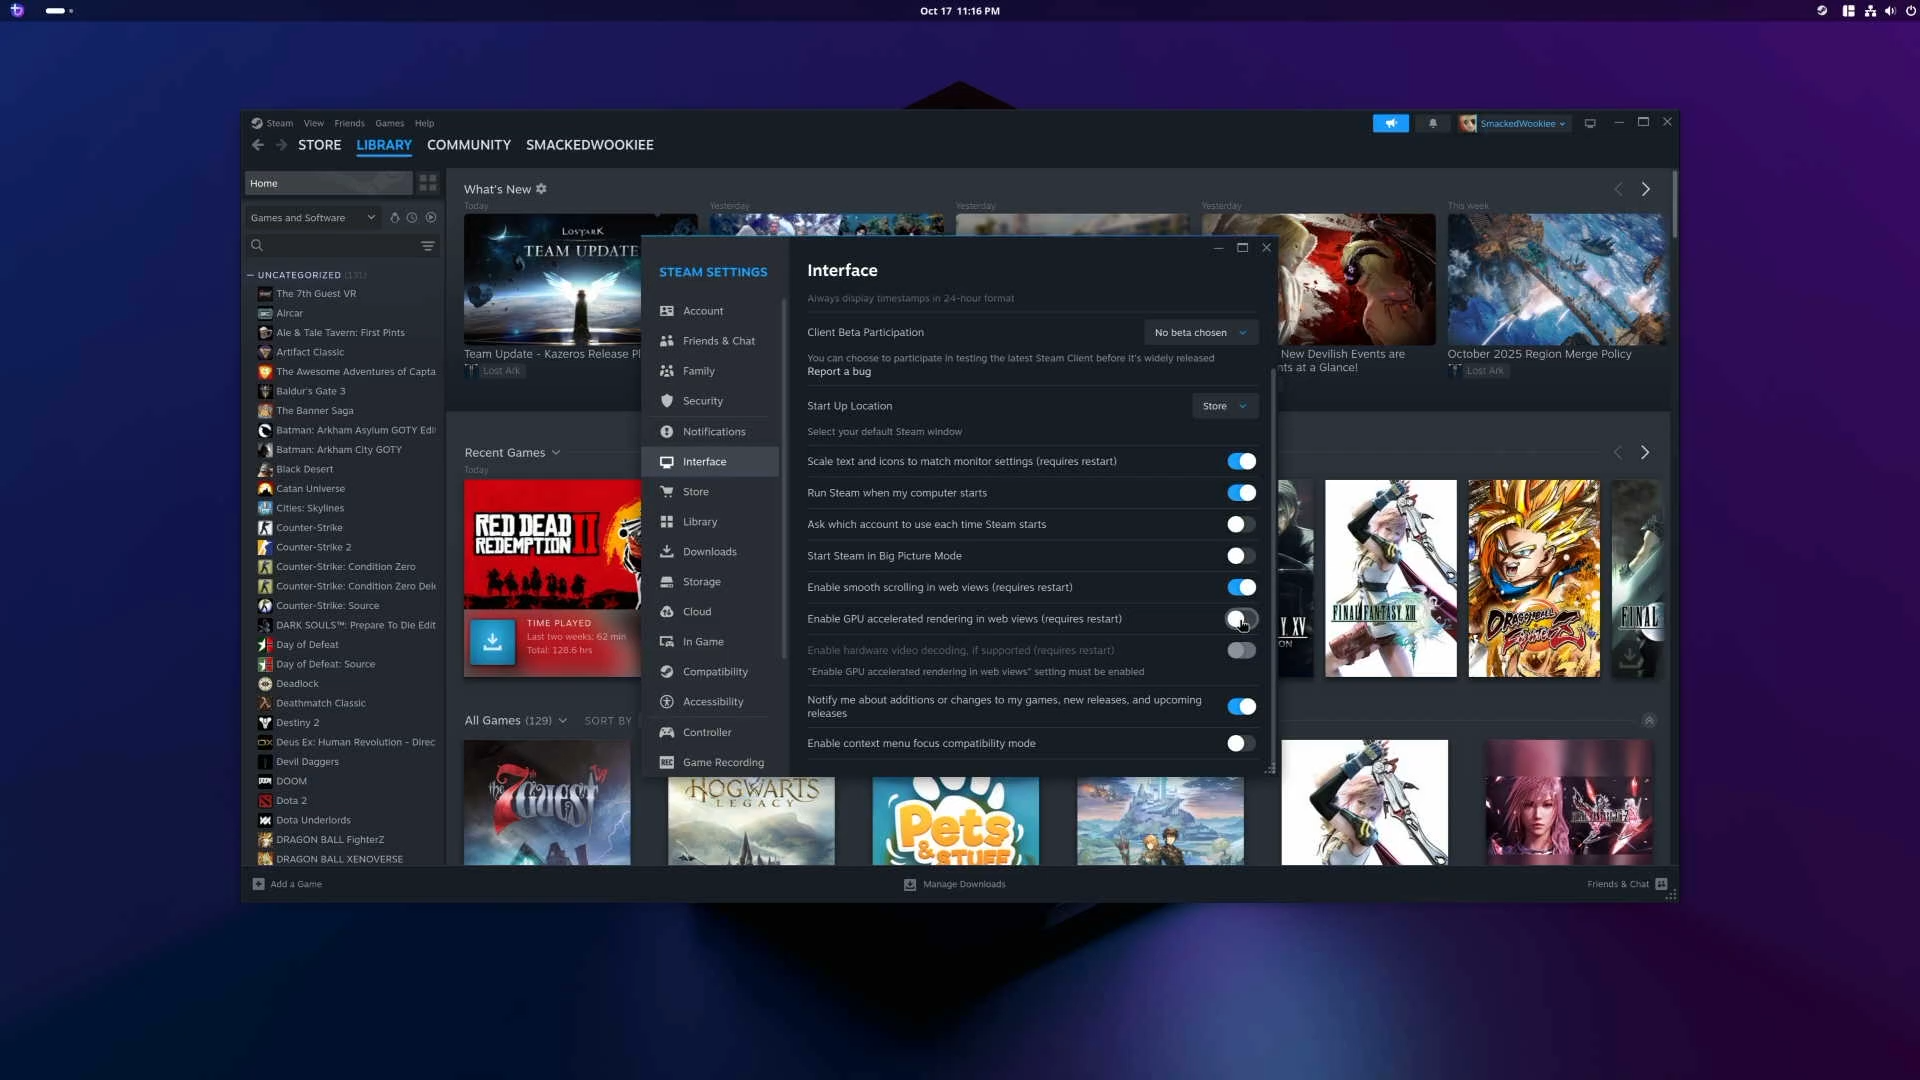 Oct 17 11:16 PM
Steam View Friends Games Help
SmackedWookiee
STORE LIBRARY COMMUNITY SMACKEDWOOKIEE
Home
Games and Software
UNCATEGORIZED (131)
The 7th Guest VR
Aircar
Ale & Tale Tavern: First Pints
Artifact Classic
The Awesome Adventures of Capta
Baldur's Gate 3
The Banner Saga
Batman: Arkham Asylum GOTY Edi
Batman: Arkham City GOTY
Black Desert
Catan Universe
Cities: Skylines
Counter-Strike
Counter-Strike 2
Counter-Strike: Condition Zero
Counter-Strike: Condition Zero Dele
Counter-Strike: Source
DARK SOULS™: Prepare To Die Edit
Day of Defeat
Day of Defeat: Source
Deadlock
Deathmatch Classic
Destiny 2
Deus Ex: Human Revolution - Direc
Devil Daggers
DOOM
Dota 2
Dota Underlords
DRAGON BALL FighterZ
DRAGON BALL XENOVERSE
What's New
Today
Yesterday
Yesterday
Yesterday
This week
LOST ARK
TEAM UPDATE
Team Update - Kazeros Release Pl
Lost Ark
New Devilish Events are
nts at a Glance!
October 2025 Region Merge Policy
Lost Ark
Recent Games
Today
RED DEAD
REDEMPTION II
TIME PLAYED
Last two weeks: 62 min
Total: 128.6 hrs
XV
FINAL FANTASY XIII
DRAGONBALL
FighterZ
FINAL
All Games (129)
SORT BY
7th GUEST
HOGWARTS
LEGACY
Pets
& STUFF
STEAM SETTINGS
Account
Friends & Chat
Family
Security
Notifications
Interface
Store
Library
Downloads
Storage
Cloud
In Game
Compatibility
Accessibility
Controller
REC Game Recording
Interface
Always display timestamps in 24-hour format
Client Beta Participation
No beta chosen
You can choose to participate in testing the latest Steam Client before it's widely released
Report a bug
Start Up Location
Store
Select your default Steam window
Scale text and icons to match monitor settings (requires restart)
Run Steam when my computer starts
Ask which account to use each time Steam starts
Start Steam in Big Picture Mode
Enable smooth scrolling in web views (requires restart)
Enable GPU accelerated rendering in web views (requires restart)
Enable hardware video decoding, if supported (requires restart)
"Enable GPU accelerated rendering in web views" setting must be enabled
Notify me about additions or changes to my games, new releases, and upcoming
releases
Enable context menu focus compatibility mode
Add a Game
Manage Downloads
Friends & Chat